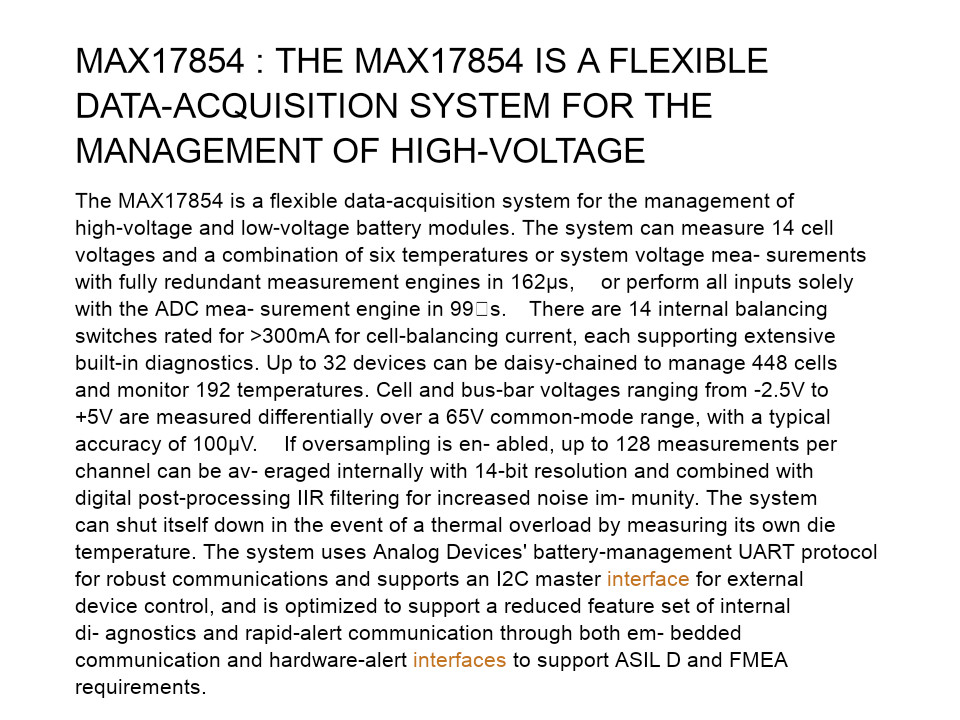 MAX17854 : THE MAX17854 IS A FLEXIBLE
DATA-ACQUISITION SYSTEM FOR THE
MANAGEMENT OF HIGH-VOLTAGE
The MAX17854 is a flexible data-acquisition system for the management of
high-voltage and low-voltage battery modules. The system can measure 14 cell
voltages and a combination of six temperatures or system voltage mea- surements
with fully redundant measurement engines in 162μs, or perform all inputs solely
with the ADC mea- surement engine in 99□s. There are 14 internal balancing
switches rated for >300mA for cell-balancing current, each supporting extensive
built-in diagnostics. Up to 32 devices can be daisy-chained to manage 448 cells
and monitor 192 temperatures. Cell and bus-bar voltages ranging from -2.5V to
+5V are measured differentially over a 65V common-mode range, with a typical
accuracy of 100μV. If oversampling is en- abled, up to 128 measurements per
channel can be av- eraged internally with 14-bit resolution and combined with
digital post-processing IIR filtering for increased noise im- munity. The system
can shut itself down in the event of a thermal overload by measuring its own die
temperature. The system uses Analog Devices' battery-management UART protocol
for robust communications and supports an I2C master interface for external
device control, and is optimized to support a reduced feature set of internal
di- agnostics and rapid-alert communication through both em- bedded
communication and hardware-alert interfaces to support ASIL D and FMEA
requirements.